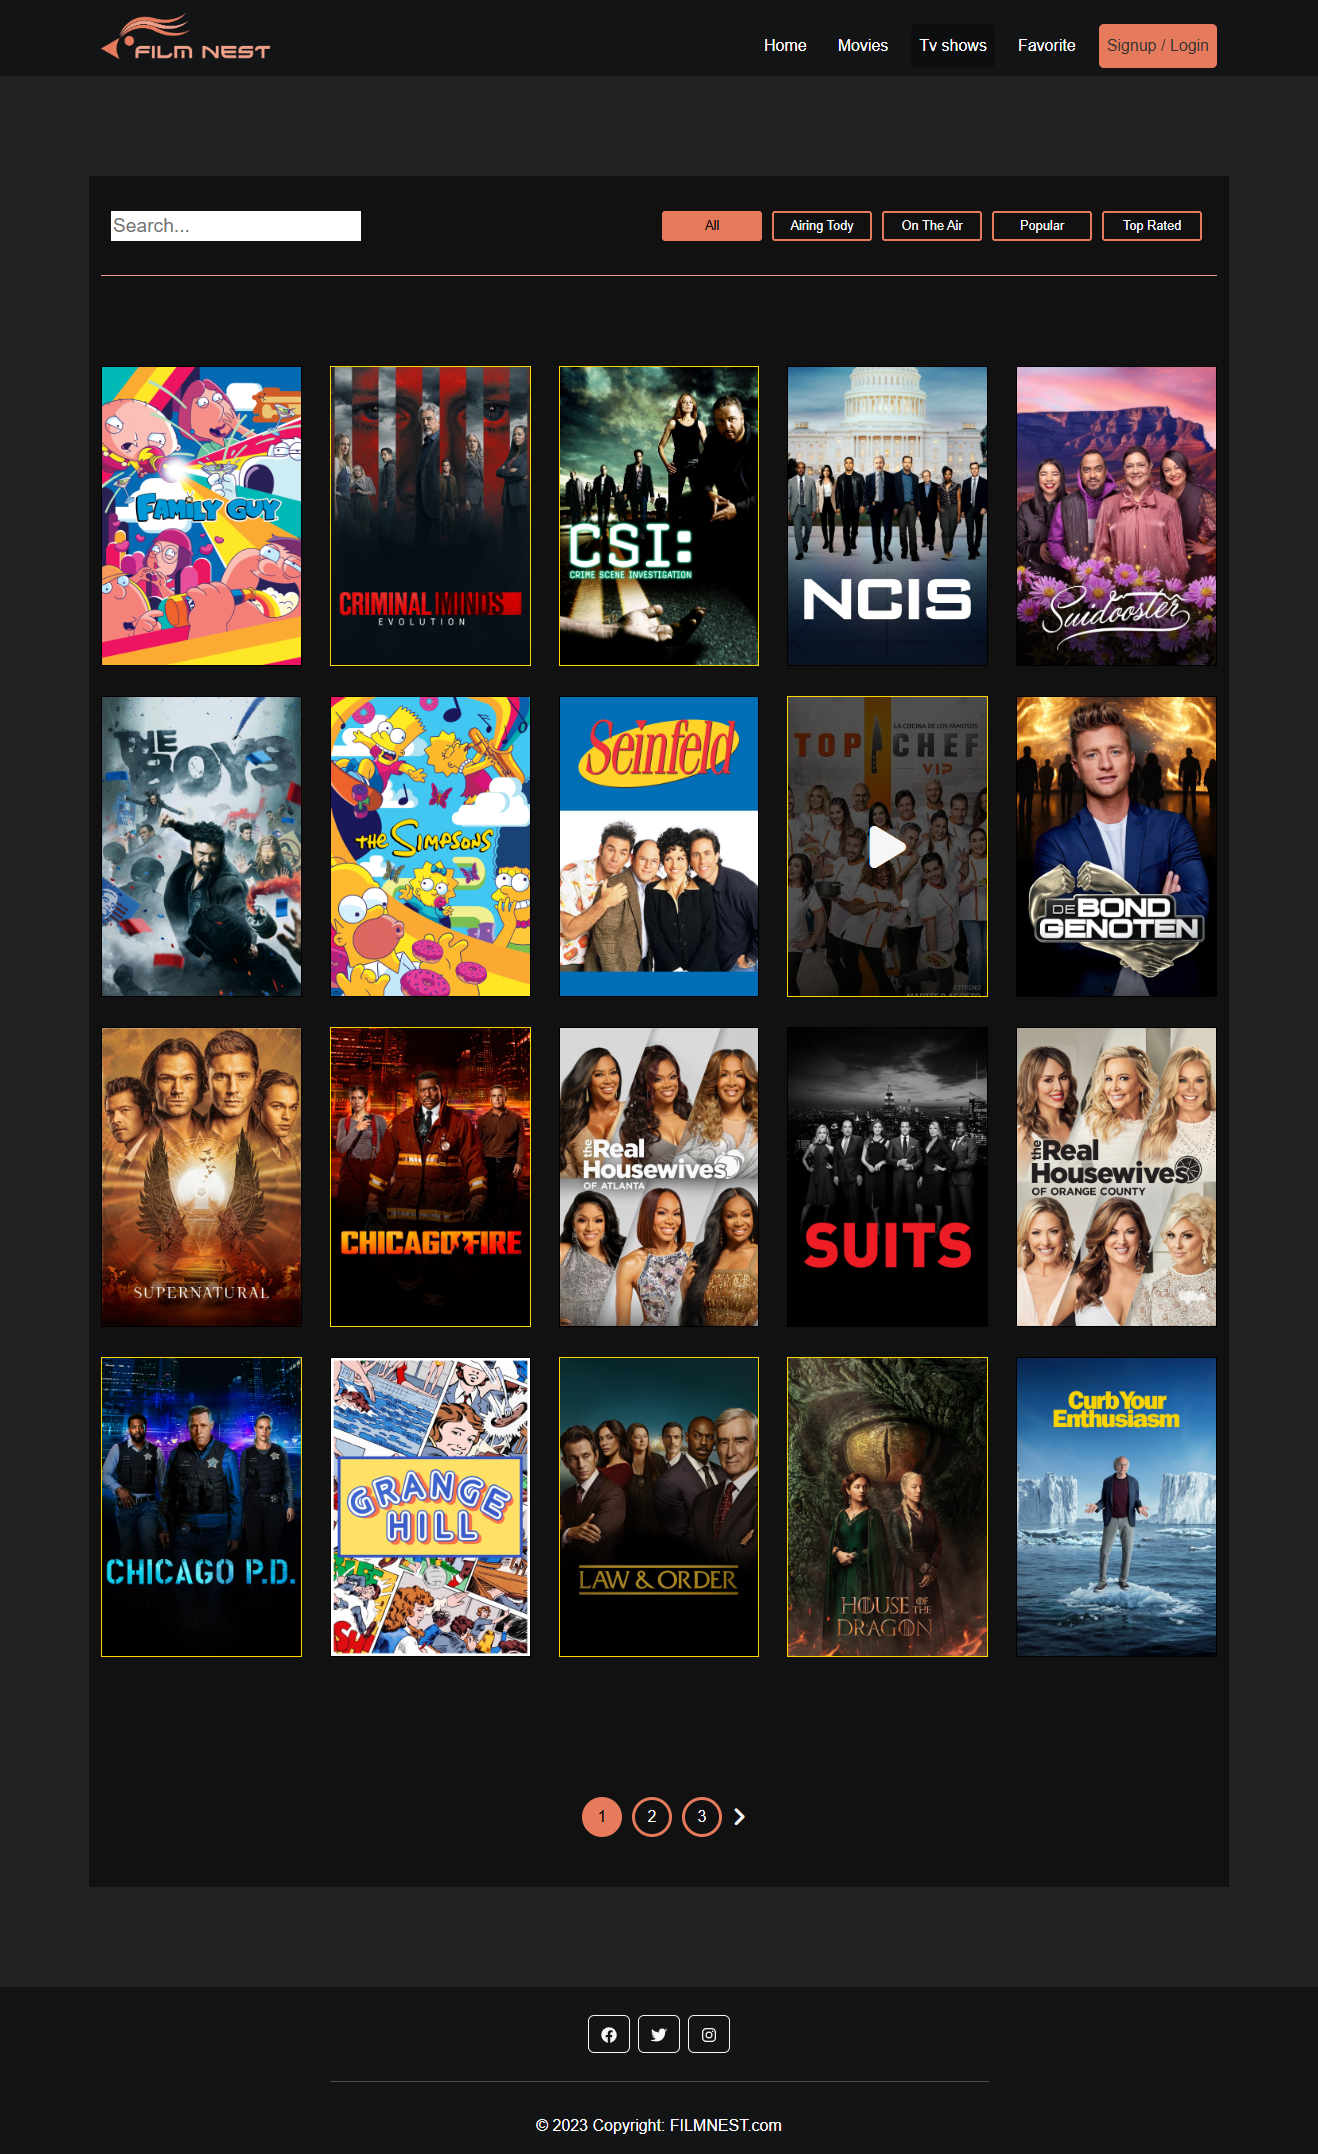 FILM NEST
Home Movies Tv shows Favorite Signup / Login
Search...
All Airing Tody On The Air Popular Top Rated
FAMILY GUY
CRIMINAL MINDS
EVOLUTION
CSI:
CRIME SCENE INVESTIGATION
NCIS
Suidooster
THE BOYS
THE SIMPSONS
Seinfeld
LA COCINA DE LOS FAMOSOS
TOP CHEF
VIP
ESTRENO
MARTES 9 AGOSTO
DE BOND
GENOTEN
SUPERNATURAL
CHICAGO FIRE
the Real
Housewives
OF ATLANTA
SUITS
the Real
Housewives
OF ORANGE COUNTY
CHICAGO P.D.
GRANGE
HILL
LAW & ORDER
HOUSE OF THE
DRAGON
Curb Your
Enthusiasm
1 2 3
© 2023 Copyright: FILMNEST.com